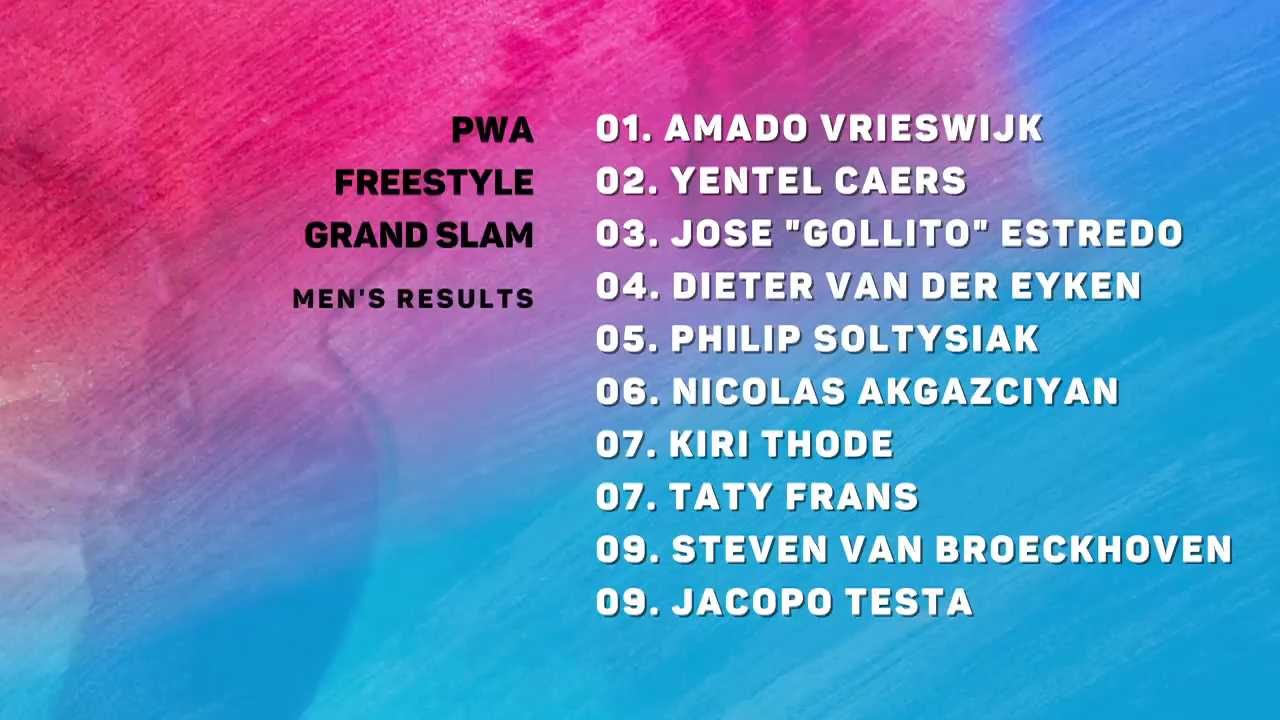 PWA
FREESTYLE
GRAND SLAM
MEN'S RESULTS
01. AMADO VRIESWIJK
02. YENTEL CAERS
03. JOSE "GOLLITO" ESTREDO
04. DIETER VAN DER EYKEN
05. PHILIP SOLTYSIAK
06. NICOLAS AKGAZCIYAN
07. KIRI THODE
07. TATY FRANS
09. STEVEN VAN BROECKHOVEN
09. JACOPO TESTA